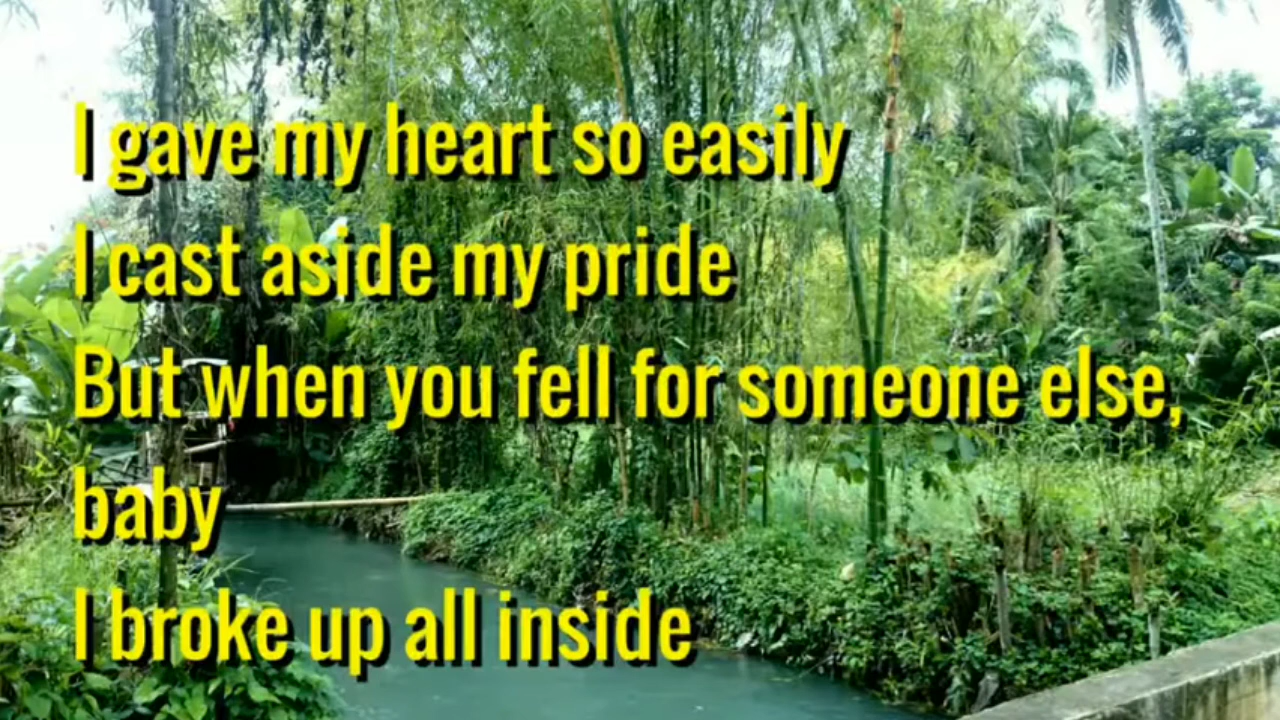 I gave my heart so easily
I cast aside my pride
But when you fell for someone else,
baby
I broke up all inside